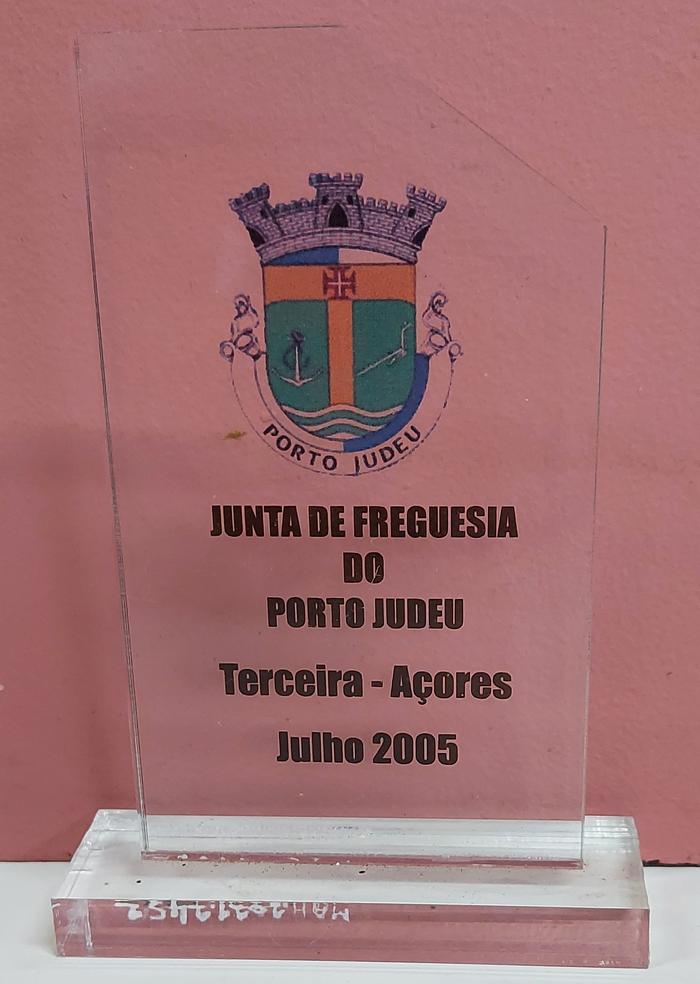 PORTO JUDEU
JUNTA DE FREGUESIA
DO
PORTO JUDEU
Terceira - Açores
Julho 2005